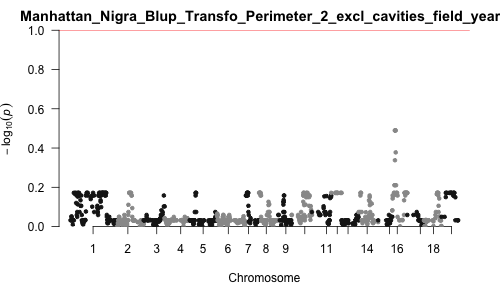 Manhattan_Nigra_Blup_Transfo_Perimeter_2_excl_cavities_field_year
1.0
0.8
0.6
0.4
0.2
0.0
− log10(p)
1 2 3 4 5 6 7 8 9 11 14 16 18
Chromosome